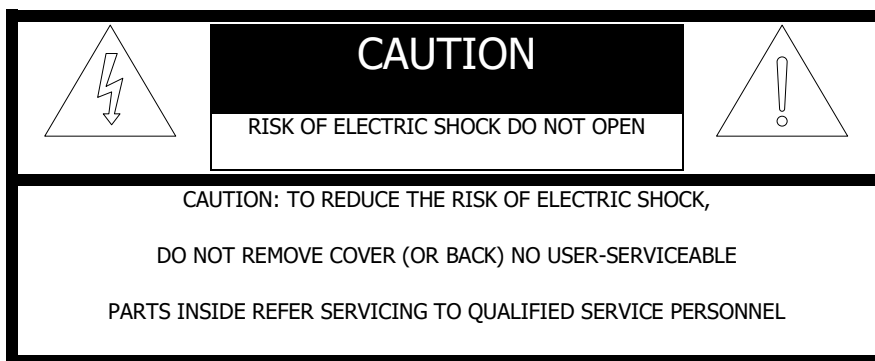 CAUTION
RISK OF ELECTRIC SHOCK DO NOT OPEN
CAUTION: TO REDUCE THE RISK OF ELECTRIC SHOCK,
DO NOT REMOVE COVER (OR BACK) NO USER-SERVICEABLE
PARTS INSIDE REFER SERVICING TO QUALIFIED SERVICE PERSONNEL